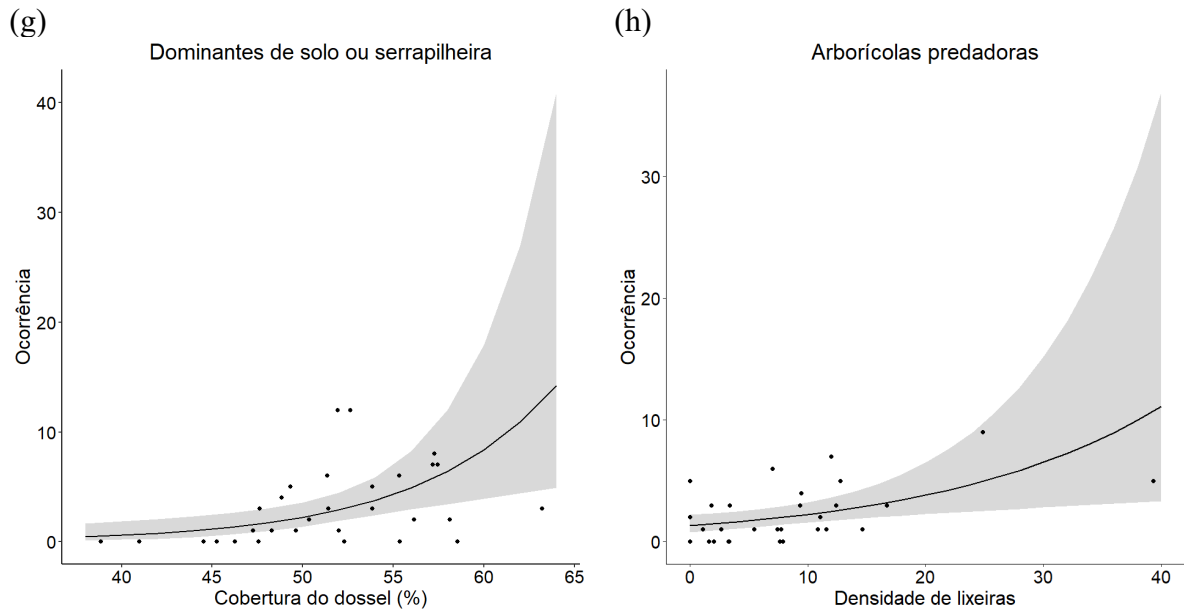 (g)
Dominantes de solo ou serrapilheira
Ocorrência
40
30
20
10
0
40
45
50
55
60
65
Cobertura do dossel (%)
(h)
Arborícolas predadoras
Ocorrência
30
20
10
0
0
10
20
30
40
Densidade de lixeiras